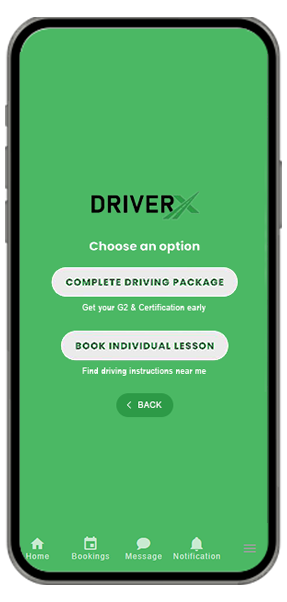 DRIVERX
Choose an option
COMPLETE DRIVING PACKAGE
Get your G2 & Certification early
BOOK INDIVIDUAL LESSON
Find driving instructions near me
BACK
Home Bookings Message Notification